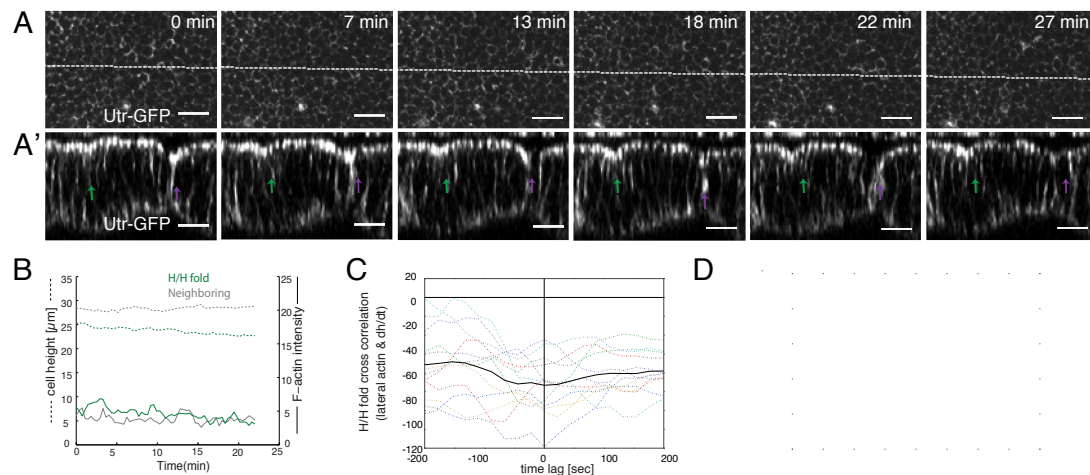 A
0 min
7 min
13 min
18 min
22 min
27 min
Utr-GFP
A'
Utr-GFP
B
H/H fold
Neighboring
cell height [µm]
35
30
25
20
15
10
5
0
F-actin intensity
25
20
15
10
5
0
0 5 10 15 20 25
Time(min)
C
H/H fold cross correlation
(lateral actin & dh/dt)
20
0
-20
-40
-60
-80
-100
-120
-200 -100 0 100 200
time lag [sec]
D